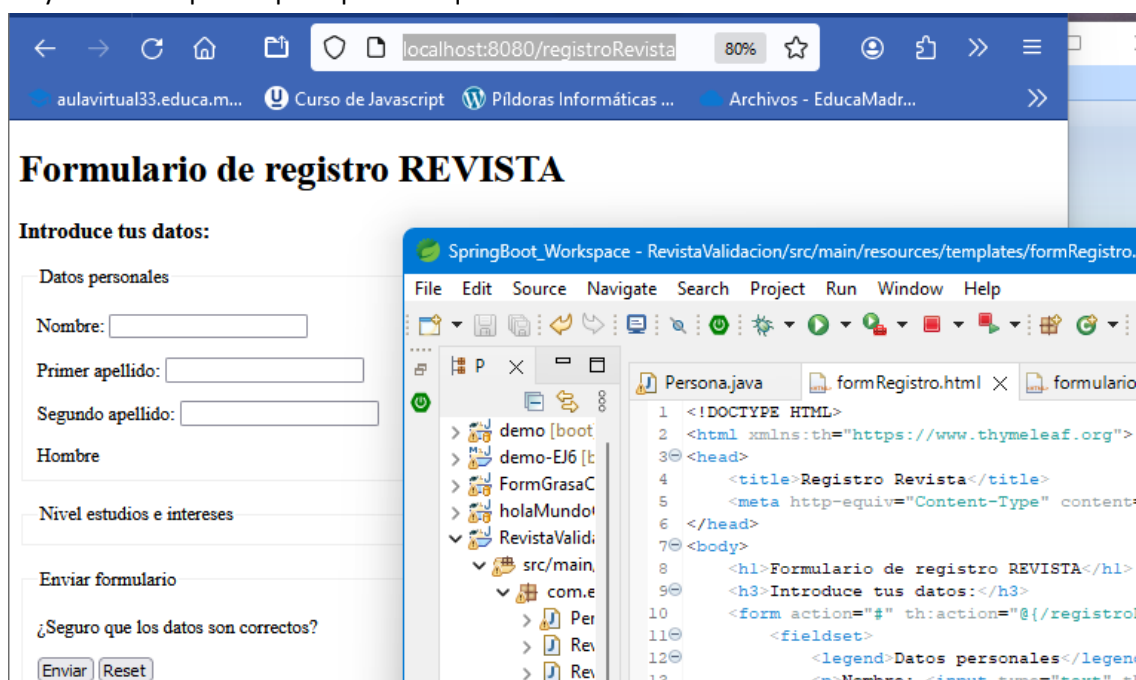 localhost:8080/registroRevista
80%
aulavirtual33.educa.m...
Curso de Javascript
Píldoras Informáticas ...
Archivos - EducaMadr...
Formulario de registro REVISTA
Introduce tus datos:
Datos personales
Nombre:
Primer apellido:
Segundo apellido:
Hombre
Nivel estudios e intereses
Enviar formulario
¿Seguro que los datos son correctos?
Enviar Reset
SpringBoot_Workspace - RevistaValidacion/src/main/resources/templates/formRegistro.
File Edit Source Navigate Search Project Run Window Help
P
demo [boot
demo-EJ6 [b
FormGrasaC
holaMundo
RevistaValida
src/main,
com.e
Per
Rev
Rev
Persona.java formRegistro.html formulario
1 <!DOCTYPE HTML>
2 <html xmlns:th="https://www.thymeleaf.org">
3 <head>
4 <title>Registro Revista</title>
5 <meta http-equiv="Content-Type" content=
6 </head>
7 <body>
8 <h1>Formulario de registro REVISTA</h1>
9 <h3>Introduce tus datos:</h3>
10 <form action="#" th:action="@{/registro
11 <fieldset>
12 <legend>Datos personales</legend